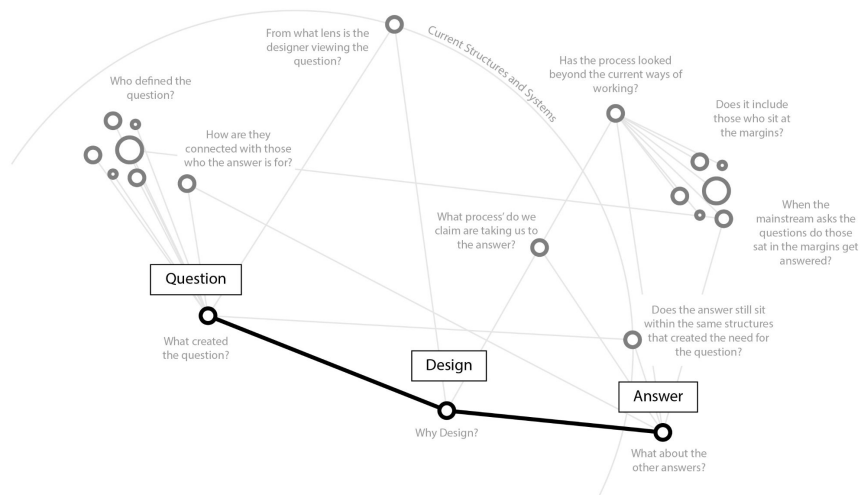 From what lens is the
designer viewing the
question?
Current Structures and Systems
Has the process looked
beyond the current ways of
working?
Who defined the
question?
Does it include
those who sit at
the margins?
How are they
connected with those
who the answer is for?
When the
mainstream asks the
questions do those
sat in the margins get
answered?
What process' do we
claim are taking us to
the answer?
Question
What created
the question?
Does the answer still sit
within the same structures
that created the need for
the question?
Design
Why Design?
Answer
What about the
other answers?